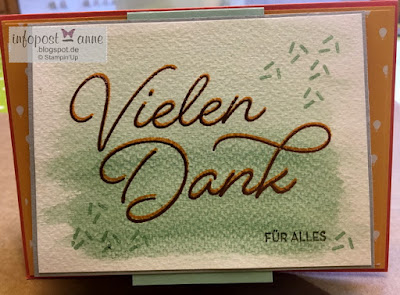 infopost anne
blogspot.de
© Stampin'Up
Vielen
Dank
FÜR ALLES